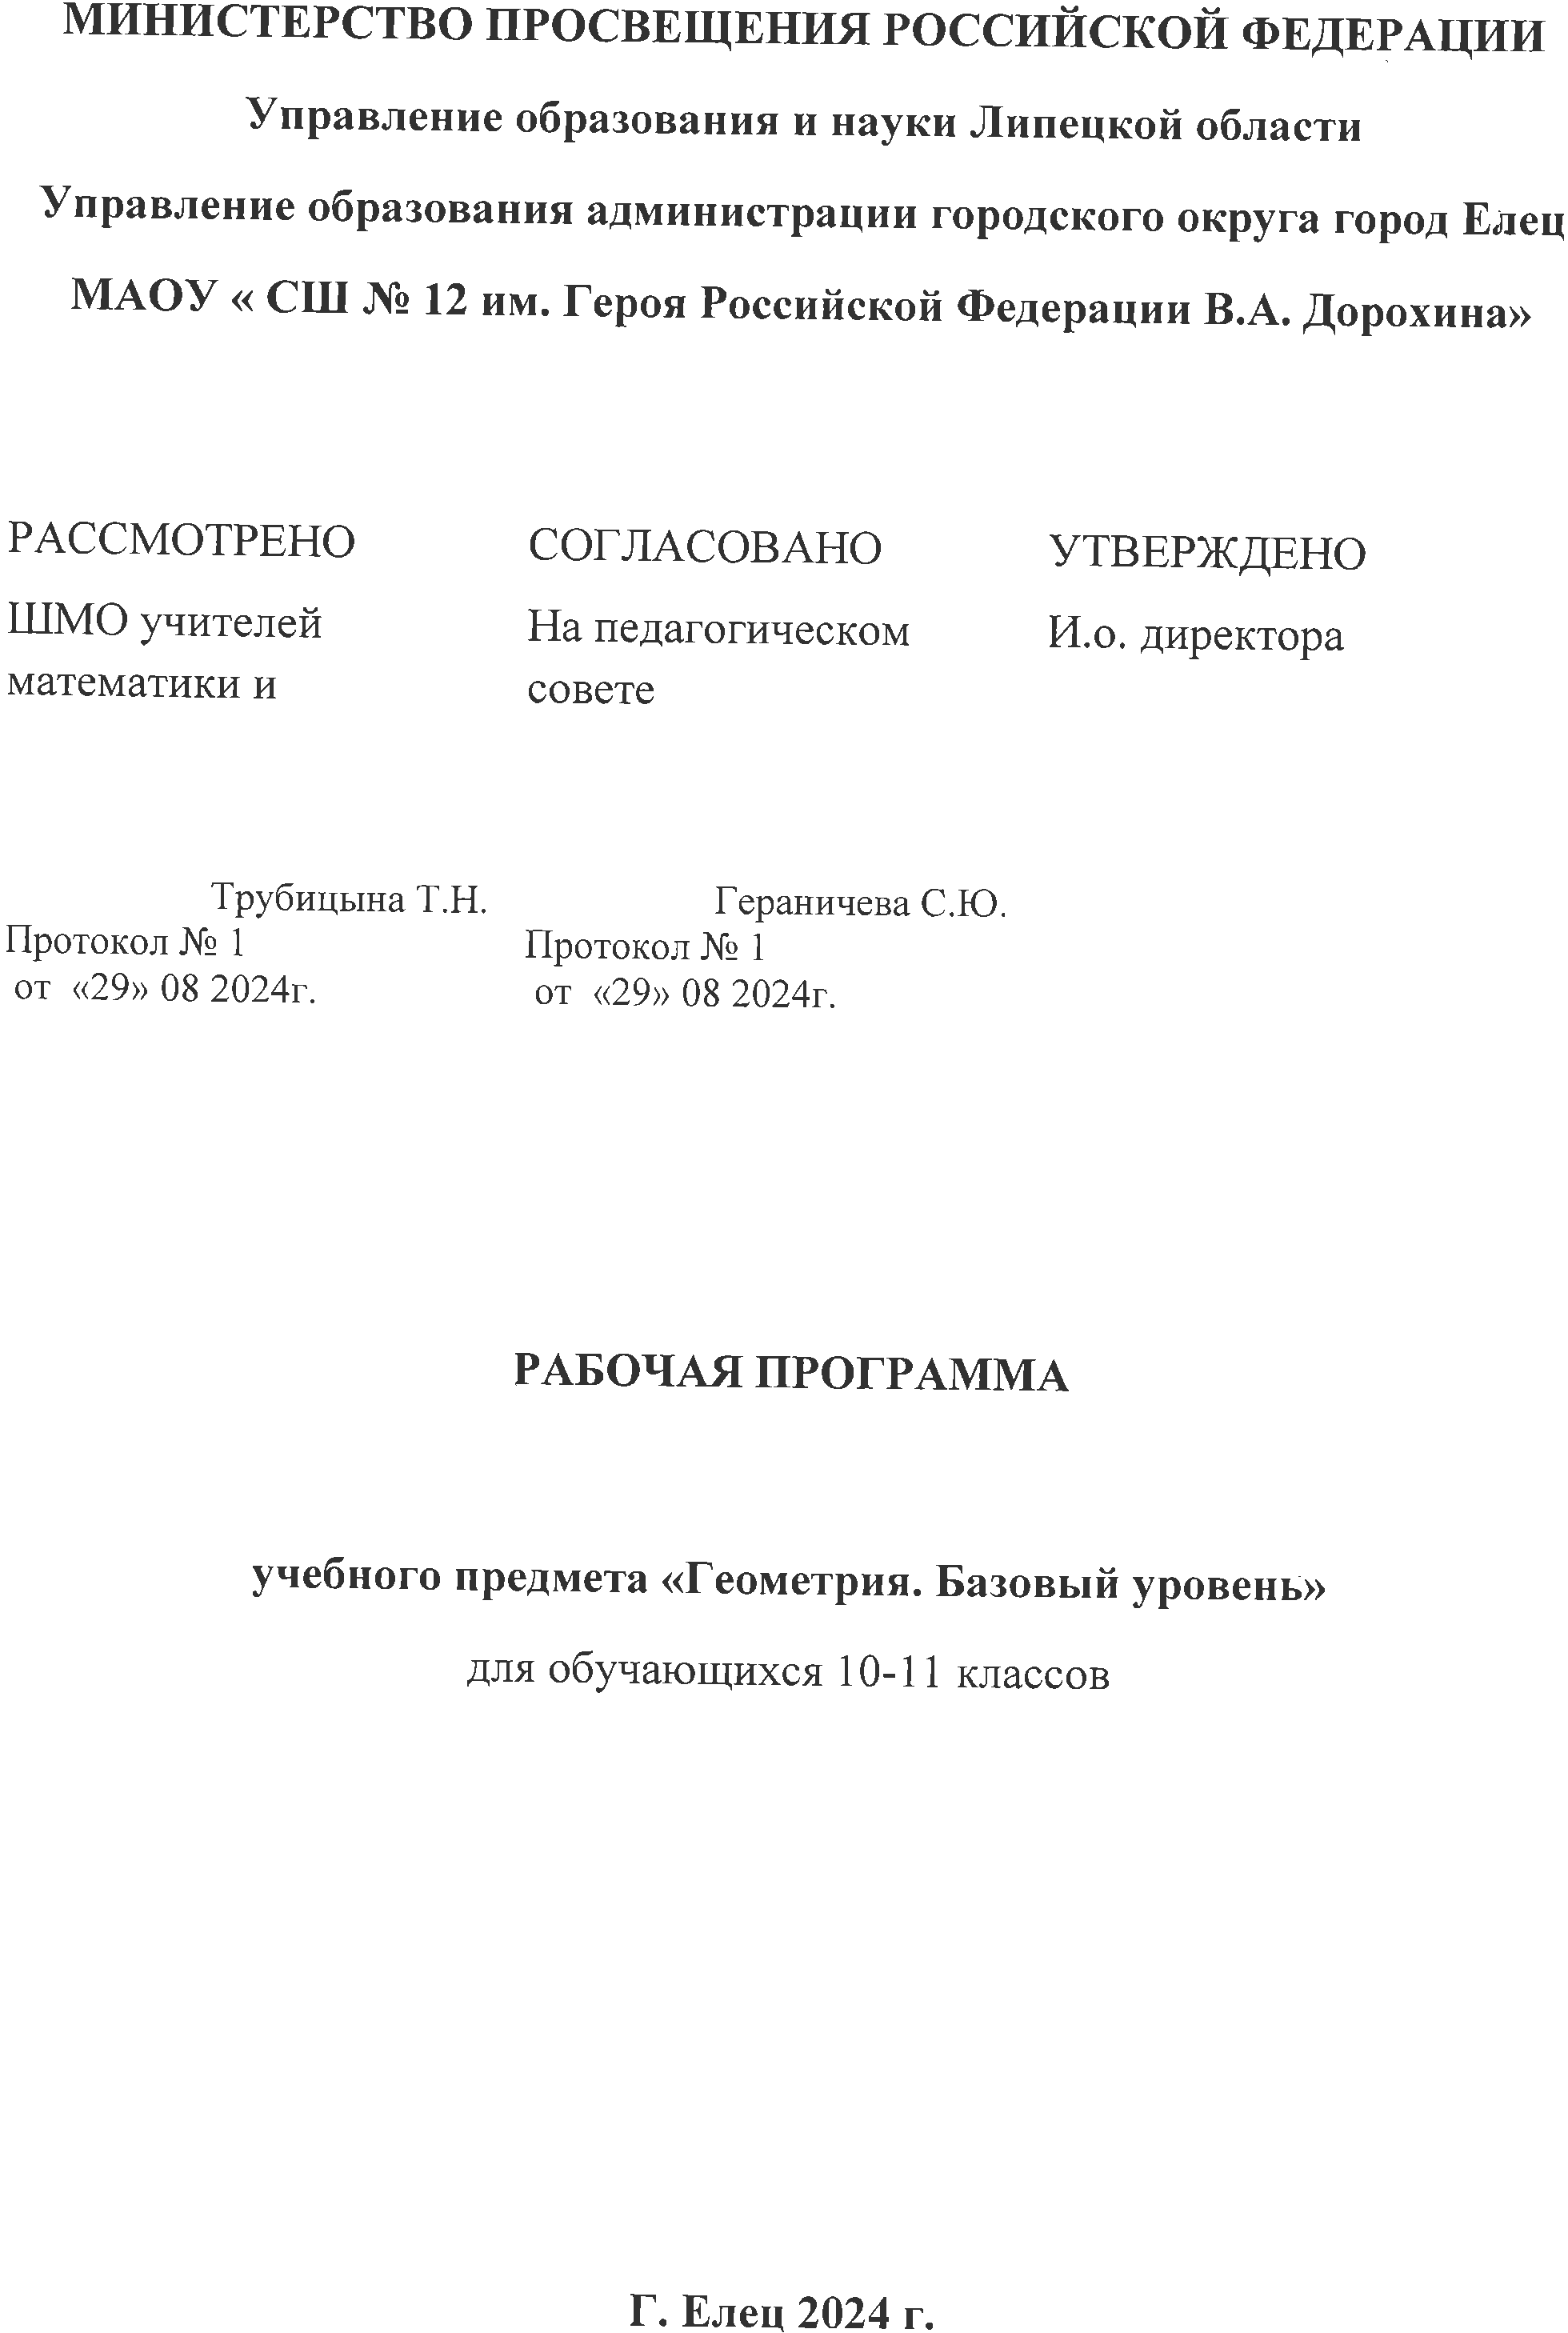 МИНИСТЕРСТВО ПРОСВЕЩЕНИЯ РОССИЙСКОЙ ФЕДЕРАЦИИ
Управление образования и науки Липецкой области
Управление образования администрации городского округа город Елец
МАОУ « СШ № 12 им. Героя Российской Федерации В.А. Дорохина»
РАССМОТРЕНО
ШМО учителей
математики и
Трубицына Т.Н.
Протокол № 1
от «29» 08 2024г.
СОГЛАСОВАНО
На педагогическом
совете
Гераничева С.Ю.
Протокол № 1
от «29» 08 2024г.
УТВЕРЖДЕНО
И.о. директора
РАБОЧАЯ ПРОГРАММА
учебного предмета «Геометрия. Базовый уровень»
для обучающихся 10-11 классов
Г. Елец 2024 г.